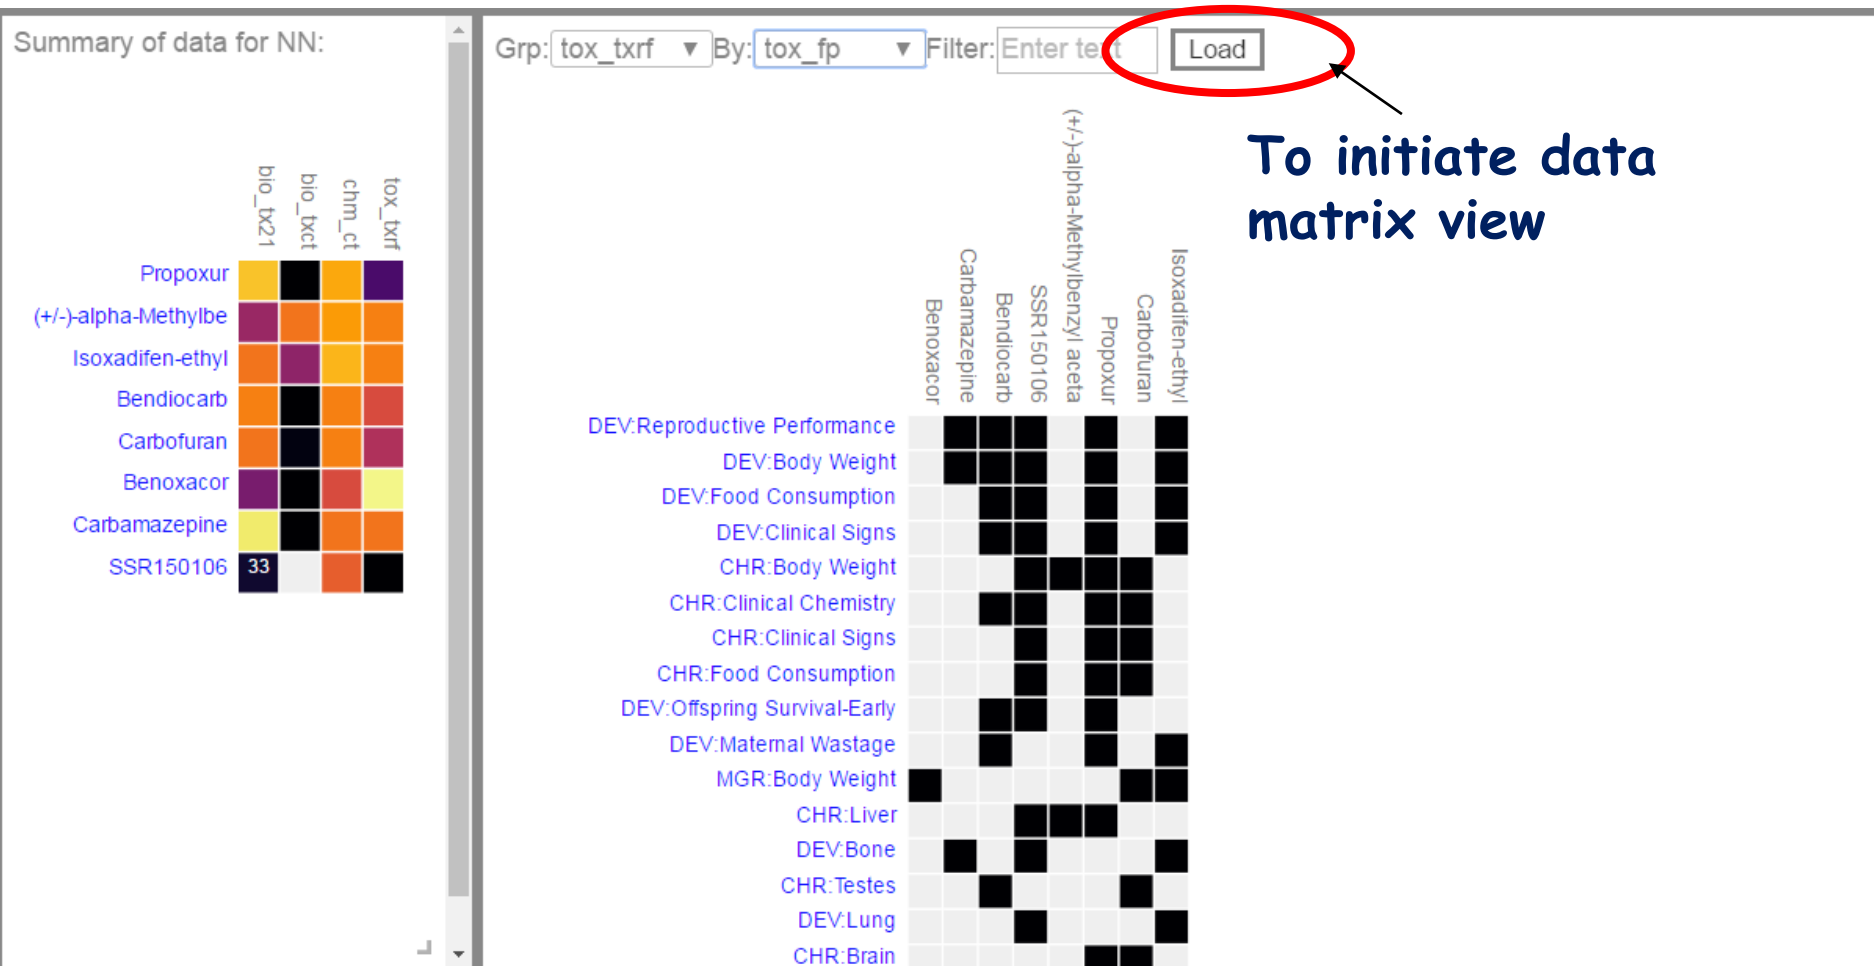 Summary of data for NN:
bio_tx21
bio_txct
chm_ct
tox_txrf
Propoxur
(+/-)-alpha-Methylbe
Isoxadifen-ethyl
Bendiocarb
Carbofuran
Benoxacor
Carbamazepine
SSR150106 33
Grp: tox_txrf ▼ By: tox_fp ▼ Filter: Enter text Load
To initiate data
matrix view
Benoxacor
Carbamazepine
Bendiocarb
SSR150106
(+/-)-alpha-Methylbenzyl aceta
Propoxur
Carbofuran
Isoxadifen-ethyl
DEV:Reproductive Performance
DEV:Body Weight
DEV:Food Consumption
DEV:Clinical Signs
CHR:Body Weight
CHR:Clinical Chemistry
CHR:Clinical Signs
CHR:Food Consumption
DEV:Offspring Survival-Early
DEV:Maternal Wastage
MGR:Body Weight
CHR:Liver
DEV:Bone
CHR:Testes
DEV:Lung
CHR:Brain